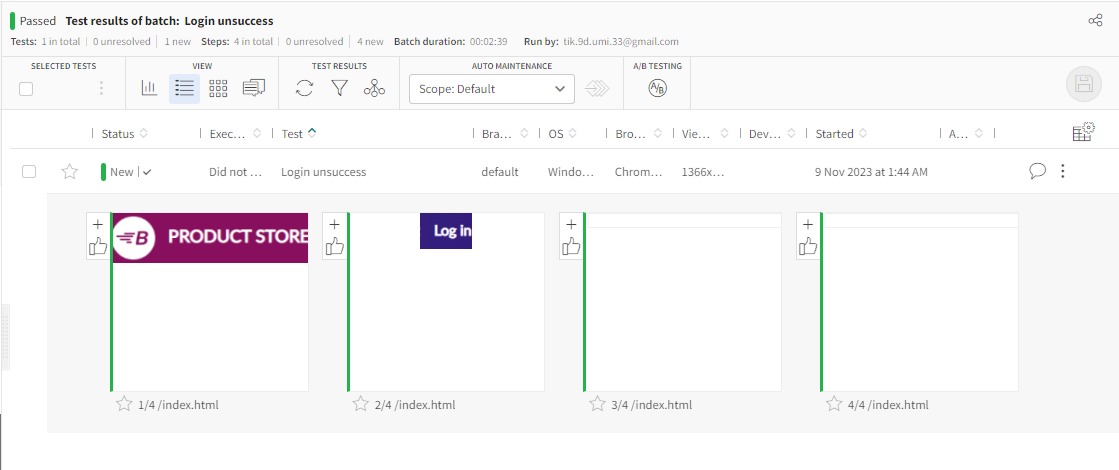 Passed Test results of batch: Login unsuccess
Tests: 1 in total 0 unresolved 1 new Steps: 4 in total 0 unresolved 4 new Batch duration: 00:02:39 Run by: tik.9d.umi.33@gmail.com
SELECTED TESTS VIEW TEST RESULTS AUTO MAINTENANCE A/B TESTING
Scope: Default A/B
Status Exec... Test Bra... OS Bro... Vie... Dev... Started A...
New Did not ... Login unsuccess default Windo... Chrom... 1366x... 9 Nov 2023 at 1:44 AM
B PRODUCT STORE Log in
1/4 /index.html 2/4 /index.html 3/4 /index.html 4/4 /index.html